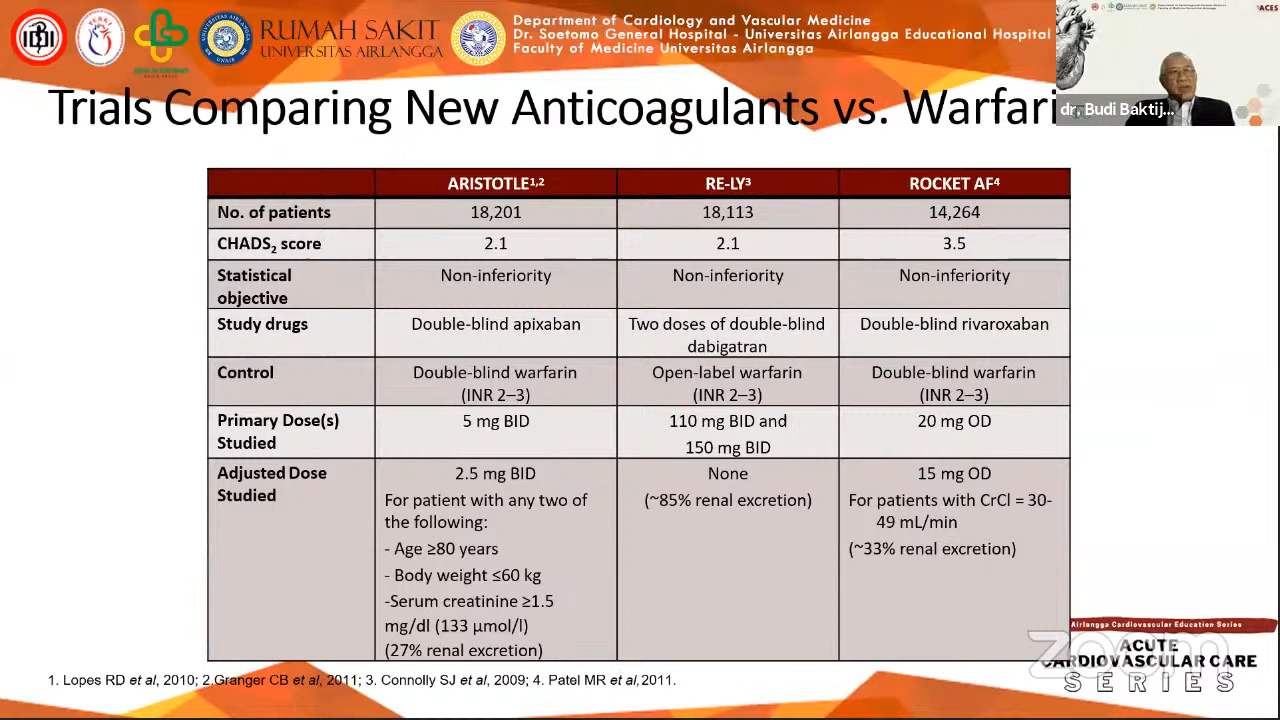 RUMAH SAKIT
UNIVERSITAS AIRLANGGA
Department of Cardiology and Vascular Medicine
Dr. Soetomo General Hospital - Universitas Airlangga Educational Hospital
Faculty of Medicine Universitas Airlangga
ACES
dr. Budi Baktij...
Trials Comparing New Anticoagulants vs. Warfari
ARISTOTLE1,2 RE-LY3 ROCKET AF4
No. of patients 18,201 18,113 14,264
CHADS2 score 2.1 2.1 3.5
Statistical Non-inferiority Non-inferiority Non-inferiority
objective
Study drugs Double-blind apixaban Two doses of double-blind Double-blind rivaroxaban
dabigatran
Control Double-blind warfarin Open-label warfarin Double-blind warfarin
(INR 2–3) (INR 2–3) (INR 2–3)
Primary Dose(s) 5 mg BID 110 mg BID and 20 mg OD
Studied 150 mg BID
Adjusted Dose 2.5 mg BID None 15 mg OD
Studied
For patient with any two of (~85% renal excretion) For patients with CrCl = 30-
the following: 49 mL/min
- Age ≥80 years (~33% renal excretion)
- Body weight ≤60 kg
-Serum creatinine ≥1.5
mg/dl (133 μmol/l)
(27% renal excretion)
Airlangga Cardiovascular Education Series
zoom
ACUTE
CARDIOVASCULAR CARE
SERIES
1. Lopes RD et al, 2010; 2.Granger CB et al, 2011; 3. Connolly SJ et al, 2009; 4. Patel MR et al,2011.